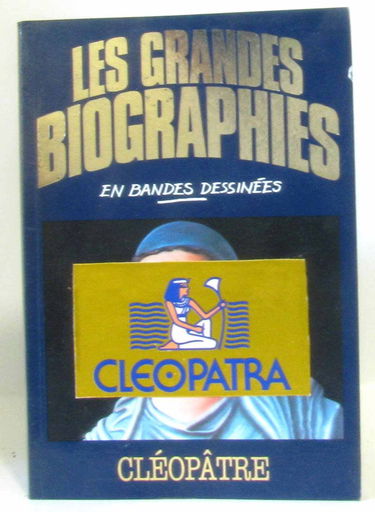 LES GRANDES
BIOGRAPHIES
EN BANDES DESSINÉES
CLEOPATRA
CLÉOPÂTRE